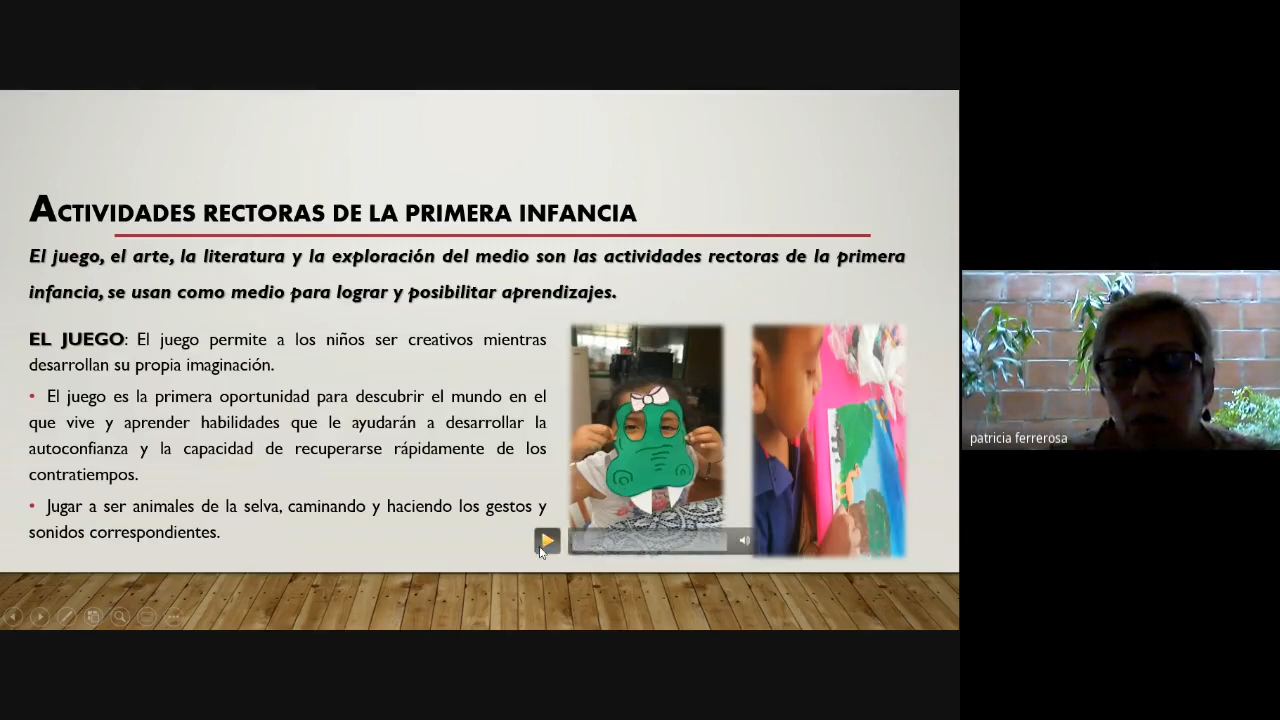 ACTIVIDADES RECTORAS DE LA PRIMERA INFANCIA
El juego, el arte, la literatura y la exploración del medio son las actividades rectoras de la primera
infancia, se usan como medio para lograr y posibilitar aprendizajes.
EL JUEGO: El juego permite a los niños ser creativos mientras
desarrollan su propia imaginación.
• El juego es la primera oportunidad para descubrir el mundo en el
que vive y aprender habilidades que le ayudarán a desarrollar la
autoconfianza y la capacidad de recuperarse rápidamente de los
contratiempos.
• Jugar a ser animales de la selva, caminando y haciendo los gestos y
sonidos correspondientes.
patricia ferrerosa